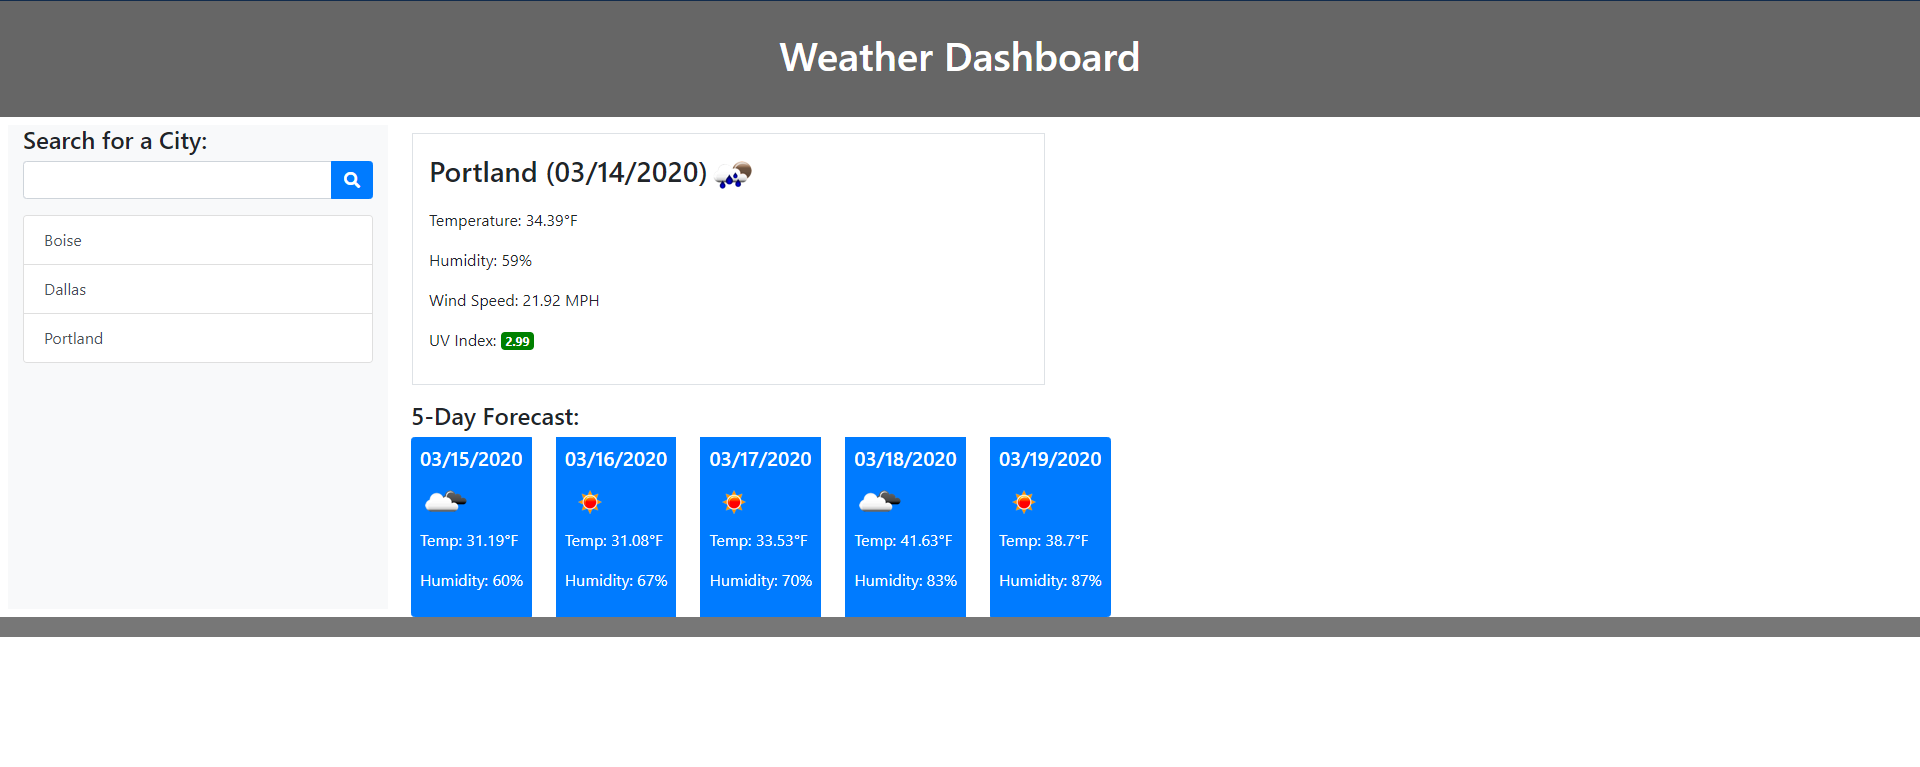 Weather Dashboard
Search for a City:
Boise
Dallas
Portland
Portland (03/14/2020)
Temperature: 34.39°F
Humidity: 59%
Wind Speed: 21.92 MPH
UV Index: 2.99
5-Day Forecast:
03/15/2020
Temp: 31.19°F
Humidity: 60%
03/16/2020
Temp: 31.08°F
Humidity: 67%
03/17/2020
Temp: 33.53°F
Humidity: 70%
03/18/2020
Temp: 41.63°F
Humidity: 83%
03/19/2020
Temp: 38.7°F
Humidity: 87%